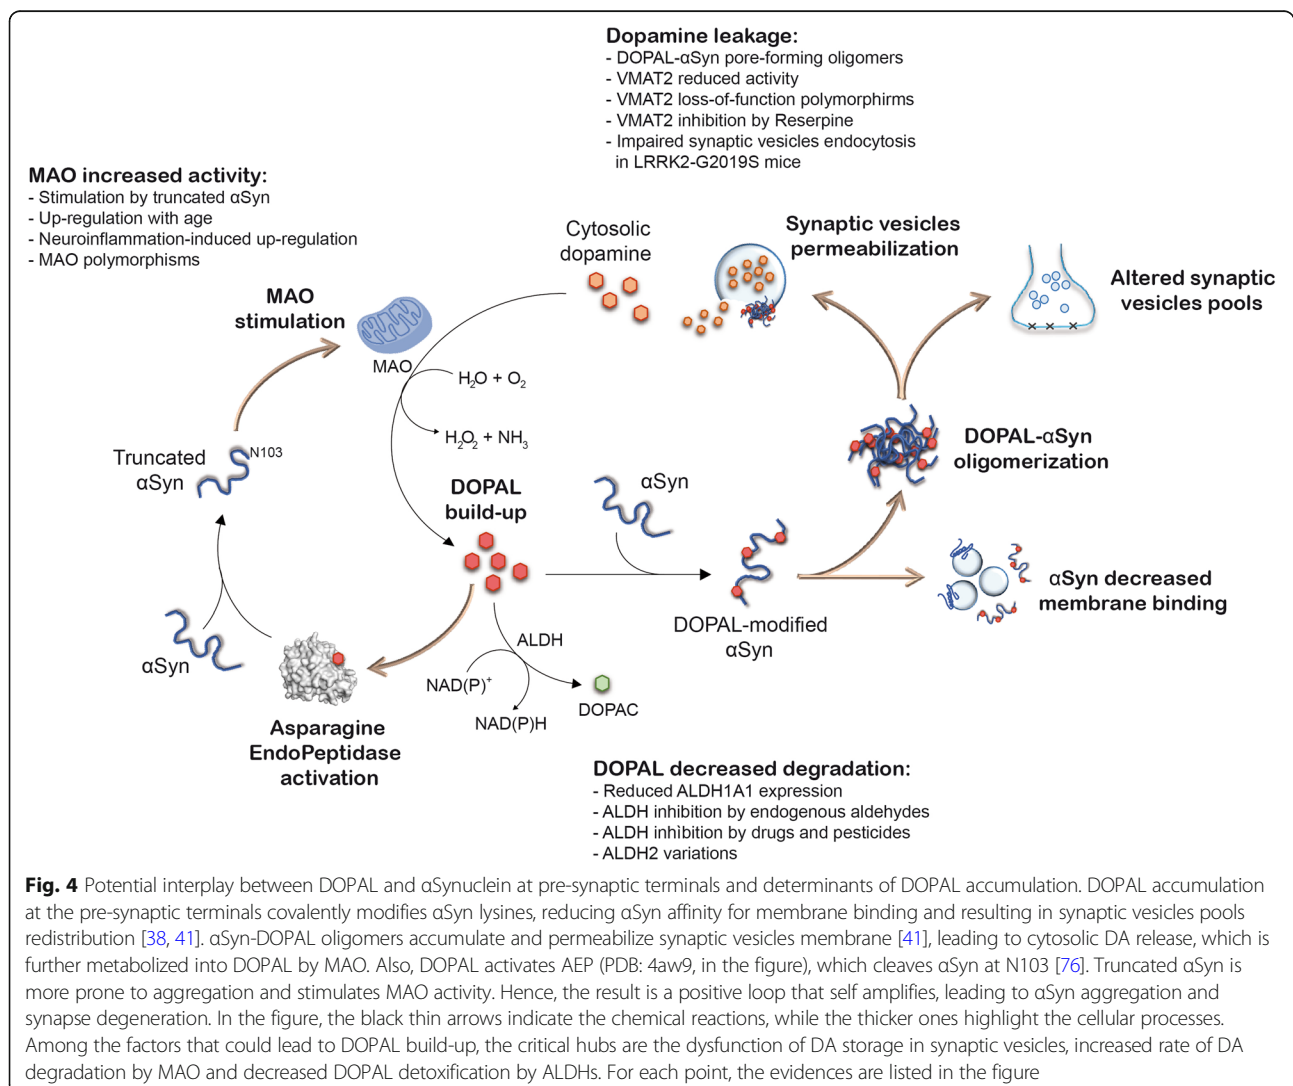 Dopamine leakage:
- DOPAL-αSyn pore-forming oligomers
- VMAT2 reduced activity
- VMAT2 loss-of-function polymorphirms
- VMAT2 inhibition by Reserpine
- Impaired synaptic vesicles endocytosis
in LRRK2-G2019S mice
MAO increased activity:
- Stimulation by truncated αSyn
- Up-regulation with age
- Neuroinflammation-induced up-regulation
- MAO polymorphisms
Cytosolic
dopamine
Synaptic vesicles
permeabilization
Altered synaptic
vesicles pools
MAO
stimulation
MAO
H₂O + O₂
H₂O₂ + NH₃
Truncated
αSyn
N103
DOPAL
build-up
αSyn
DOPAL-αSyn
oligomerization
αSyn decreased
membrane binding
DOPAL-modified
αSyn
αSyn
ALDH
NAD(P)⁺
NAD(P)H
DOPAC
Asparagine
EndoPeptidase
activation
DOPAL decreased degradation:
- Reduced ALDH1A1 expression
- ALDH inhibition by endogenous aldehydes
- ALDH inhìbition by drugs and pesticides
- ALDH2 variations
Fig. 4 Potential interplay between DOPAL and αSynuclein at pre-synaptic terminals and determinants of DOPAL accumulation. DOPAL accumulation
at the pre-synaptic terminals covalently modifies αSyn lysines, reducing αSyn affinity for membrane binding and resulting in synaptic vesicles pools
redistribution [38, 41]. αSyn-DOPAL oligomers accumulate and permeabilize synaptic vesicles membrane [41], leading to cytosolic DA release, which is
further metabolized into DOPAL by MAO. Also, DOPAL activates AEP (PDB: 4aw9, in the figure), which cleaves αSyn at N103 [76]. Truncated αSyn is
more prone to aggregation and stimulates MAO activity. Hence, the result is a positive loop that self amplifies, leading to αSyn aggregation and
synapse degeneration. In the figure, the black thin arrows indicate the chemical reactions, while the thicker ones highlight the cellular processes.
Among the factors that could lead to DOPAL build-up, the critical hubs are the dysfunction of DA storage in synaptic vesicles, increased rate of DA
degradation by MAO and decreased DOPAL detoxification by ALDHs. For each point, the evidences are listed in the figure